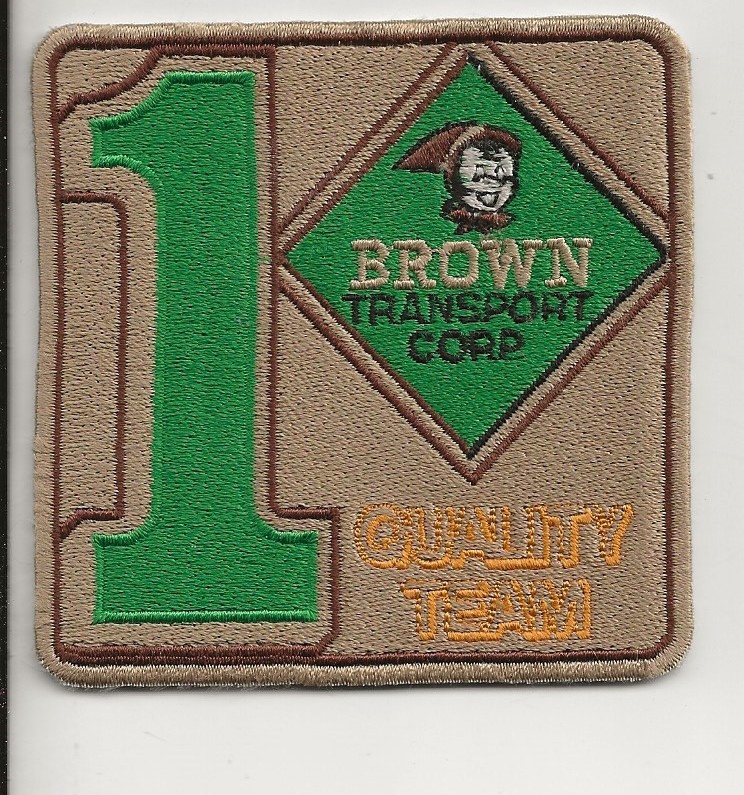 1
BROWN
TRANSPORT
CORP.
QUALITY
TEAM